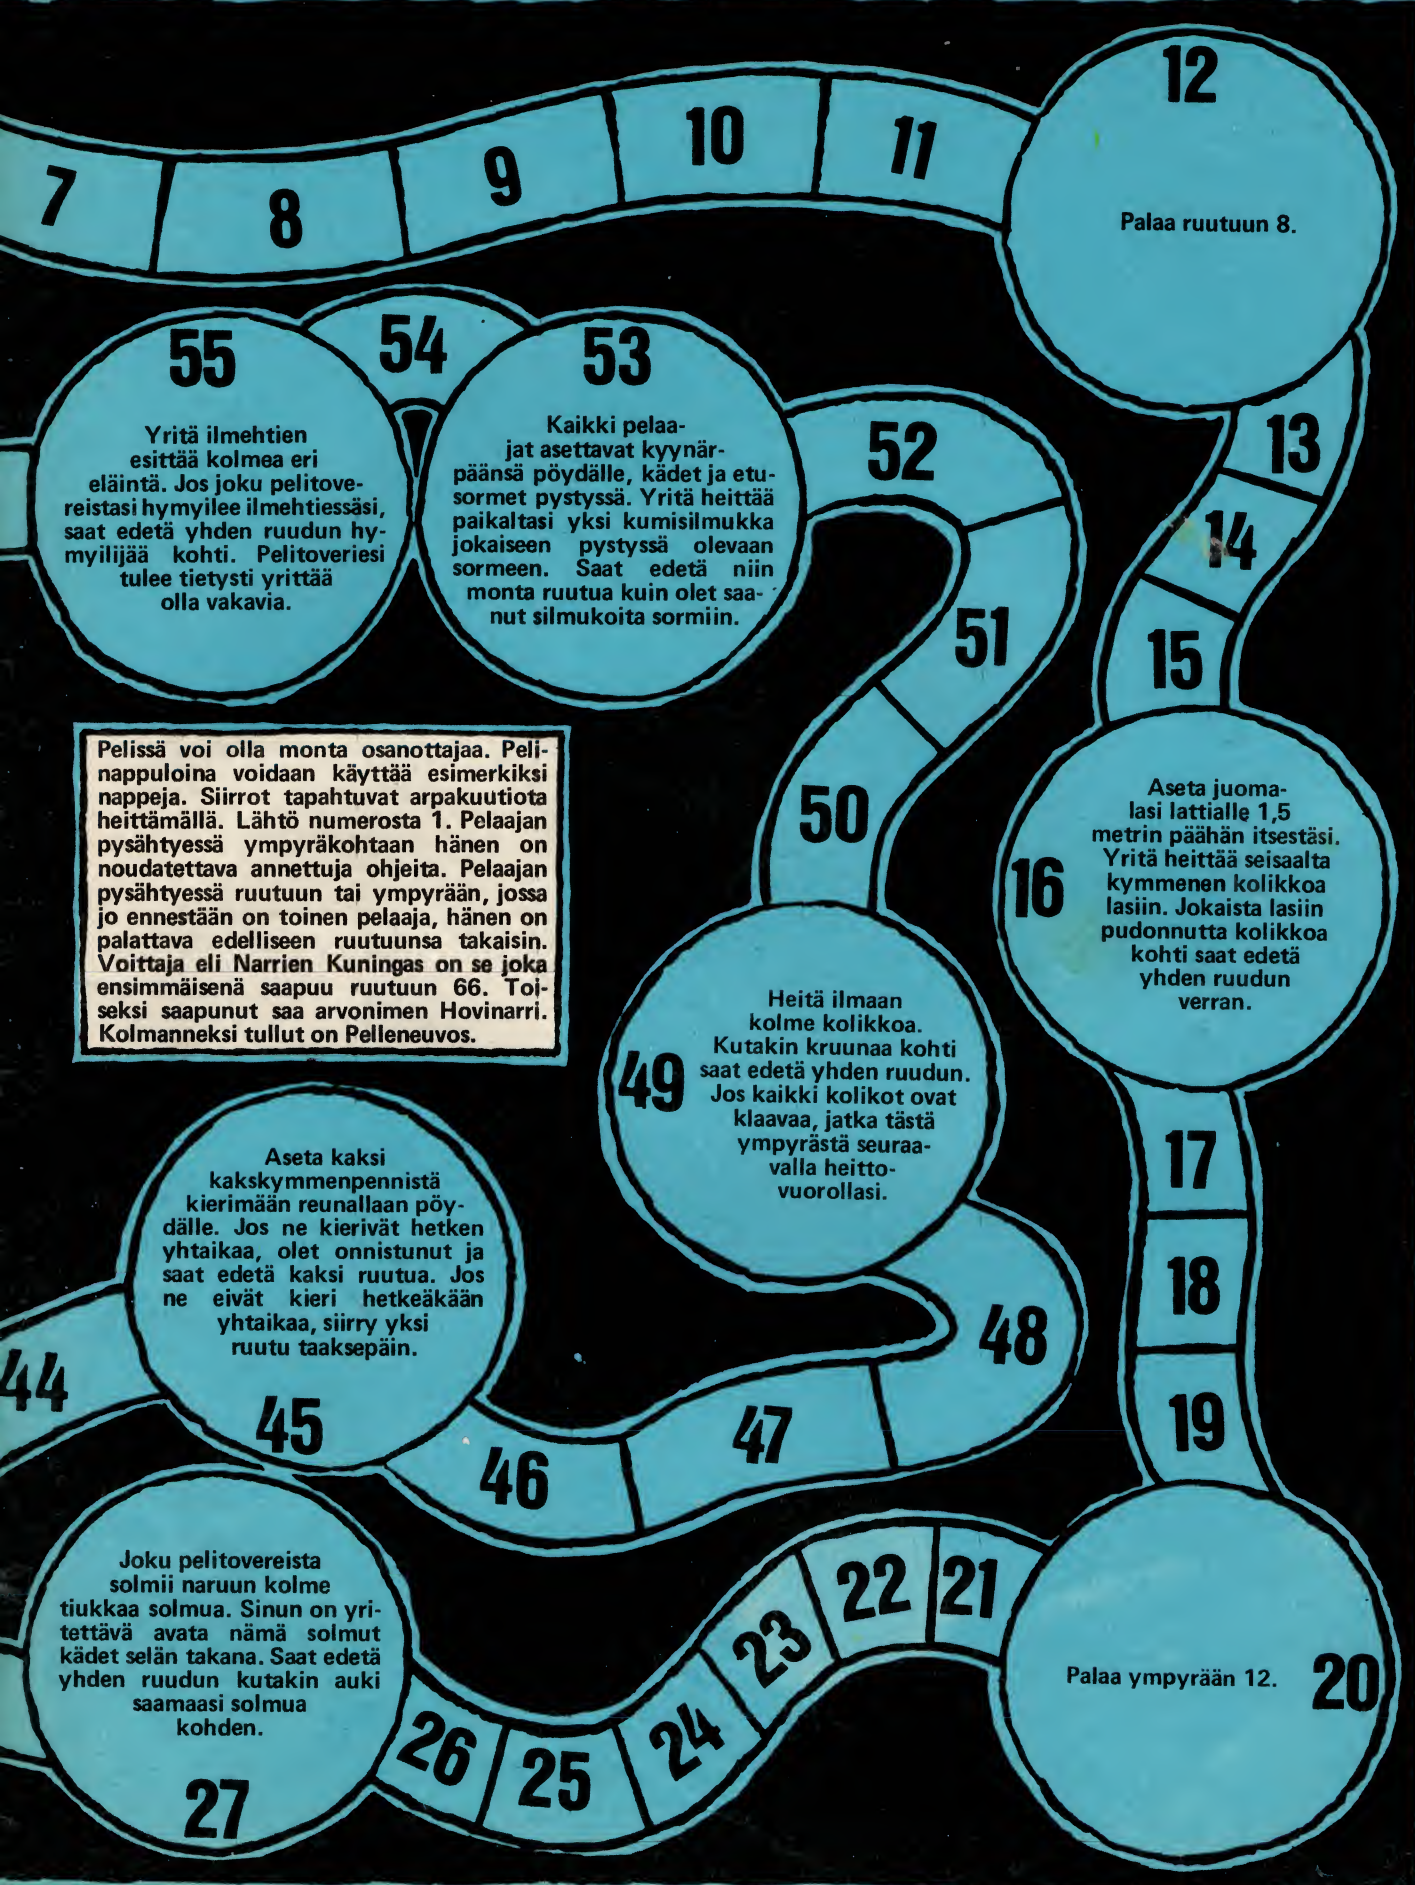 7
8
9
10
11
12
Palaa ruutuun 8.
13
14
15
16
Aseta juoma-
lasi lattialle 1,5
metrin päähän itsestäsi.
Yritä heittää seisaalta
kymmenen kolikkoa
lasiin. Jokaista lasiin
pudonnutta kolikkoa
kohti saat edetä
yhden ruudun
verran.
17
18
19
20
Palaa ympyrään 12.
21
22
23
24
25
26
Joku pelitovereista
solmii naruun kolme
tiukkaa solmua. Sinun on yri-
tettävä avata nämä solmut
kädet selän takana. Saat edetä
yhden ruudun kutakin auki
saamaasi solmua
kohden.
27
44
Aseta kaksi
kakskymmenpennistä
kierimään reunallaan pöy-
dälle. Jos ne kierivät hetken
yhtaikaa, olet onnistunut ja
saat edetä kaksi ruutua. Jos
ne eivät kieri hetkeäkään
yhtaikaa, siirry yksi
ruutu taaksepäin.
45
46
47
48
49
Heitä ilmaan
kolme kolikkoa.
Kutakin kruunaa kohti
saat edetä yhden ruudun.
Jos kaikki kolikot ovat
klaavaa, jatka tästä
ympyrästä seuraa-
valla heitto-
vuorollasi.
50
51
52
53
Kaikki pelaa-
jat asettavat kyynär-
päänsä pöydälle, kädet ja etu-
sormet pystyssä. Yritä heittää
paikaltasi yksi kumisilmukka
jokaiseen pystyssä olevaan
sormeen. Saat edetä niin
monta ruutua kuin olet saa-
nut silmukoita sormiin.
54
55
Yritä ilmehtien
esittää kolmea eri
eläintä. Jos joku pelitove-
reistasi hymyilee ilmehtiessäsi,
saat edetä yhden ruudun hy-
myilijää kohti. Pelitoveriesi
tulee tietysti yrittää
olla vakavia.
Pelissä voi olla monta osanottajaa. Peli-
nappuloina voidaan käyttää esimerkiksi
nappeja. Siirrot tapahtuvat arpakuutiota
heittämällä. Lähtö numerosta 1. Pelaajan
pysähtyessä ympyräkohtaan hänen on
noudatettava annettuja ohjeita. Pelaajan
pysähtyessä ruutuun tai ympyrään, jossa
jo ennestään on toinen pelaaja, hänen on
palattava edelliseen ruutuunsa takaisin.
Voittaja eli Narrien Kuningas on se joka
ensimmäisenä saapuu ruutuun 66. Toi-
seksi saapunut saa arvonimen Hovinarri.
Kolmanneksi tullut on Pelleneuvos.